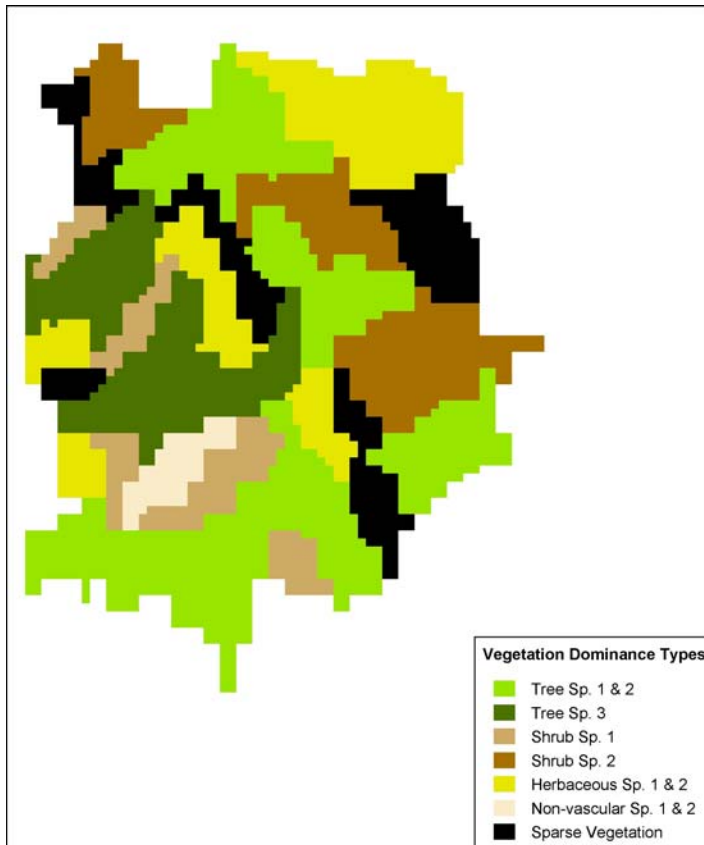 Vegetation Dominance Types
Tree Sp. 1 & 2
Tree Sp. 3
Shrub Sp. 1
Shrub Sp. 2
Herbaceous Sp. 1 & 2
Non-vascular Sp. 1 & 2
Sparse Vegetation